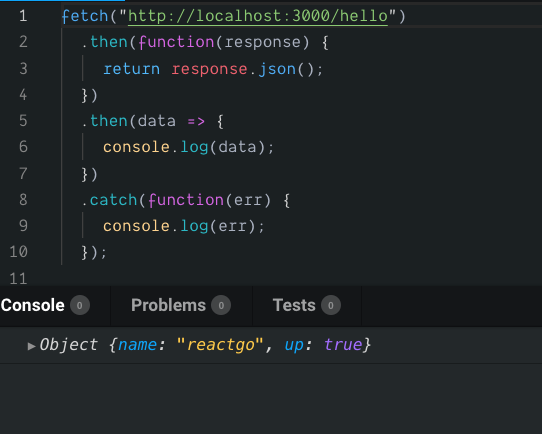 1 fetch("http://localhost:3000/hello")
2   .then(function(response) {
3     return response.json();
4   })
5   .then(data => {
6     console.log(data);
7   })
8   .catch(function(err) {
9     console.log(err);
10   });
11
Console 0 Problems 0 Tests 0
▶Object {name: "reactgo", up: true}